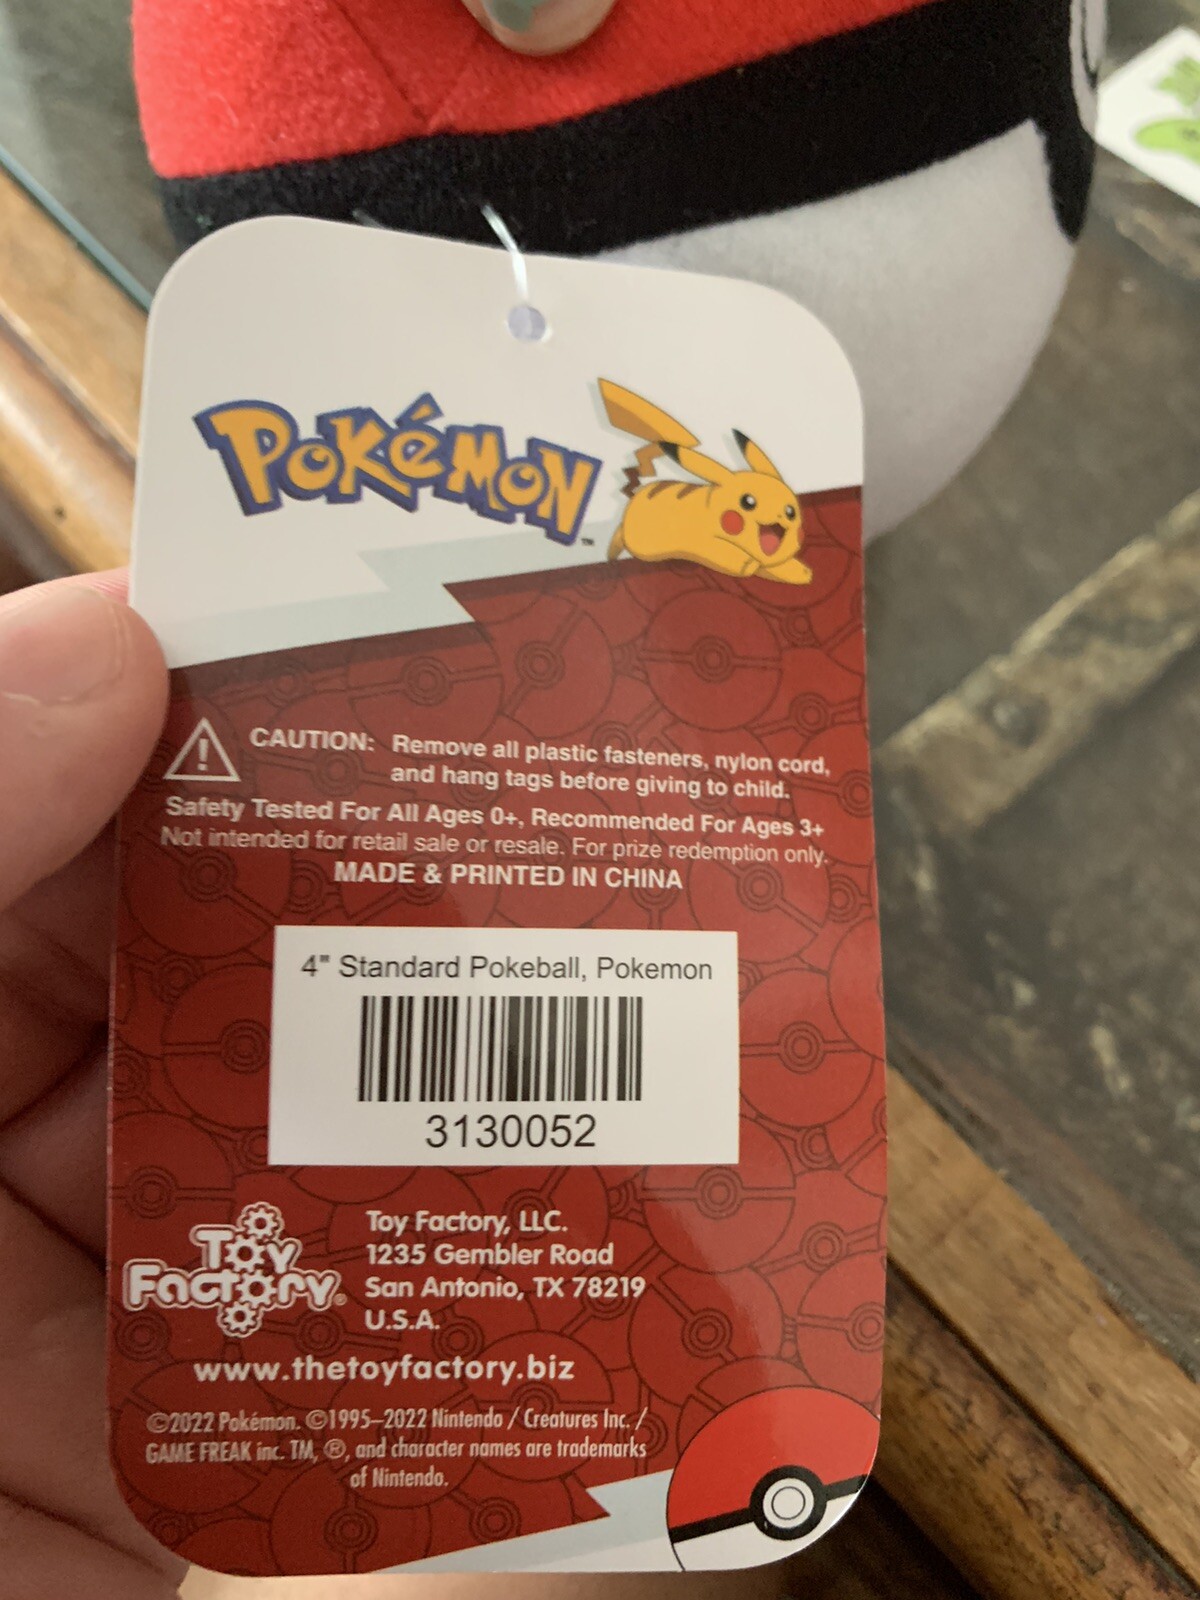 POKéMON™
CAUTION: Remove all plastic fasteners, nylon cord,
and hang tags before giving to child.
Safety Tested For All Ages 0+, Recommended For Ages 3+
Not intended for retail sale or resale. For prize redemption only.
MADE & PRINTED IN CHINA
4" Standard Pokeball, Pokemon
3130052
Toy
Factory®
Toy Factory, LLC.
1235 Gembler Road
San Antonio, TX 78219
U.S.A.
www.thetoyfactory.biz
©2022 Pokémon. ©1995–2022 Nintendo / Creatures Inc. /
GAME FREAK inc. TM, ®, and character names are trademarks
of Nintendo.